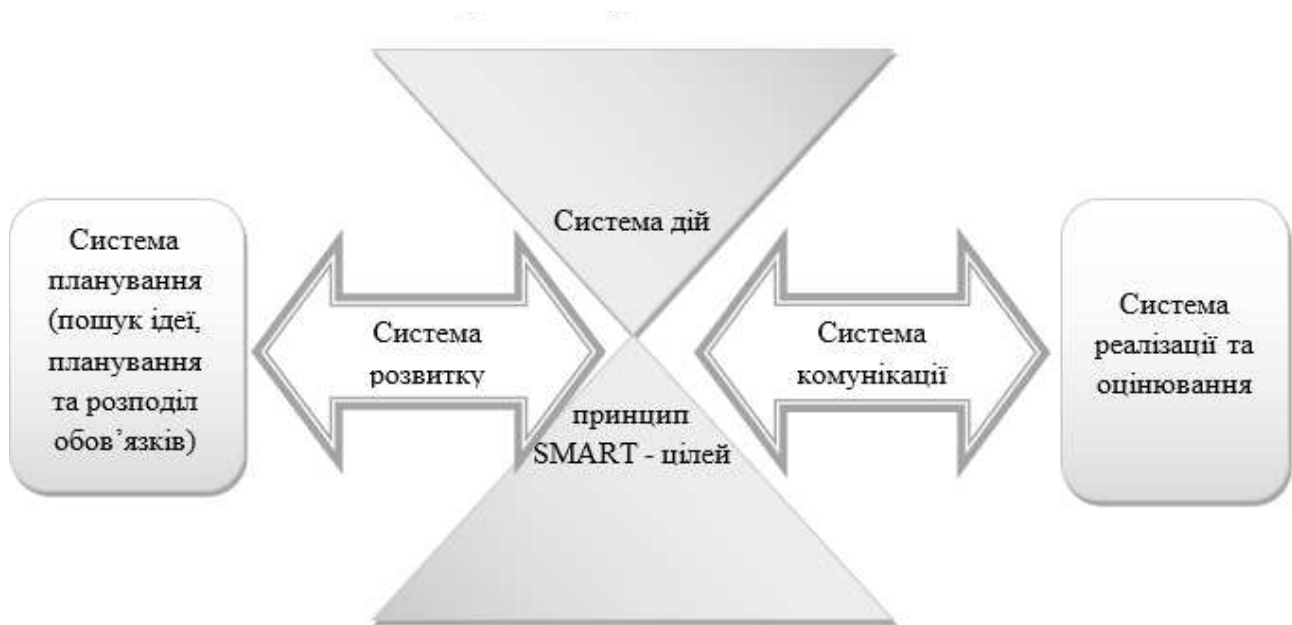 Система
планування
(пошук ідеї,
планування
та розподіл
обов’язків)
Система
розвитку
Система дій
принцип
SMART - цілей
Система
комунікації
Система
реалізації та
оцінювання